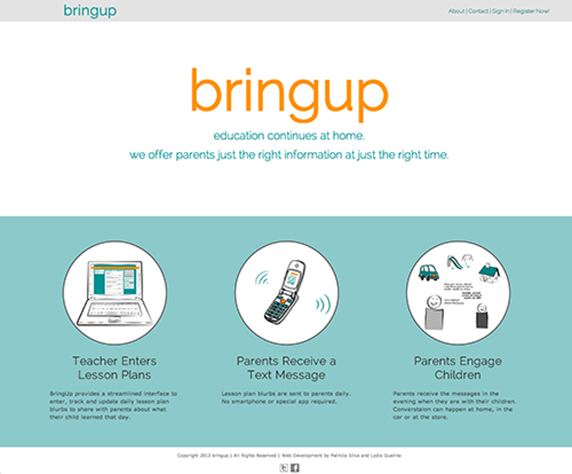 bringup
About | Contact | Sign In | Register Now!
bringup
education continues at home.
we offer parents just the right information at just the right time.
Teacher Enters
Lesson Plans
BringUp provides a streamlined interface to
enter, track and update daily lesson plan
blurbs to share with parents about what
their child learned that day.
Parents Receive a
Text Message
Lesson plan blurbs are sent to parents daily.
No smartphone or special app required.
Parents Engage
Children
Parents receive the messages in the
evening when they are with their children.
Converstaion can happen at home, in the
car or at the store.
Copyright 2013 bringup | All Rights Reserved | Web Development by Patricia Silva and Lydia Guarino